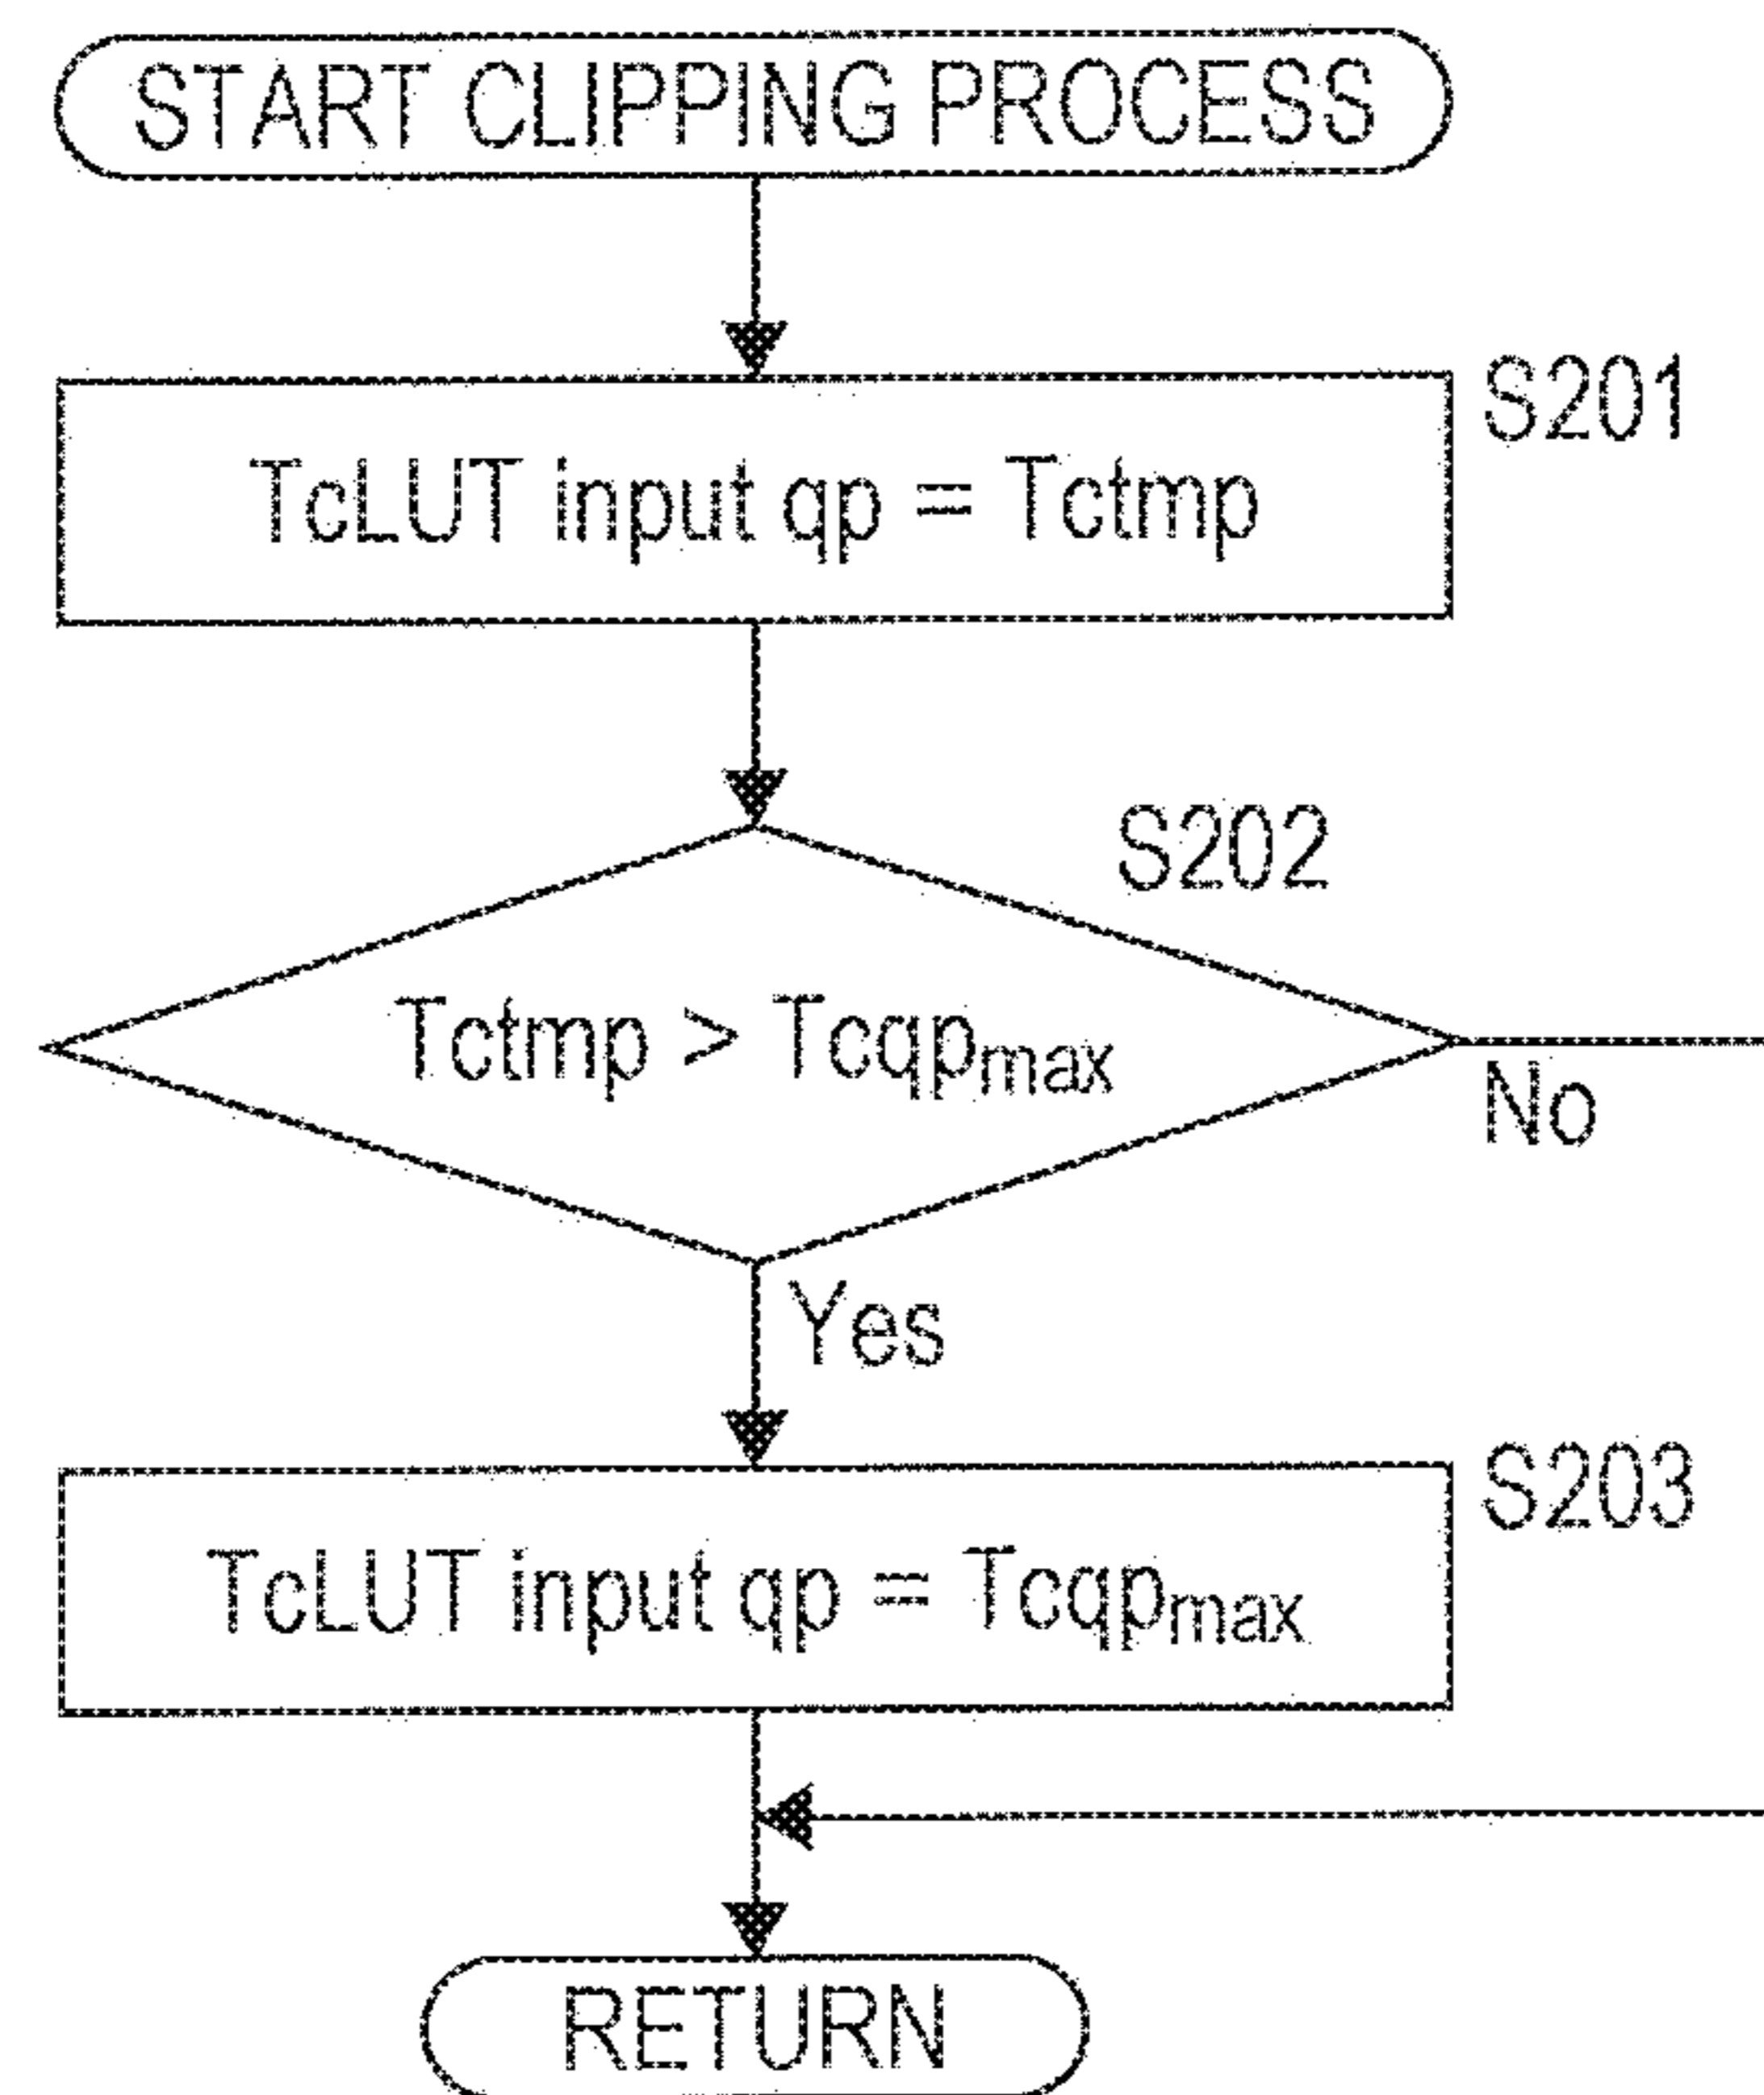 START CLIPPING PROCESS
S201
TcLUT input qp = Tctmp
S202
Tctmp > Tcqpmax
No
Yes
S203
TcLUT input qp = Tcqpmax
RETURN